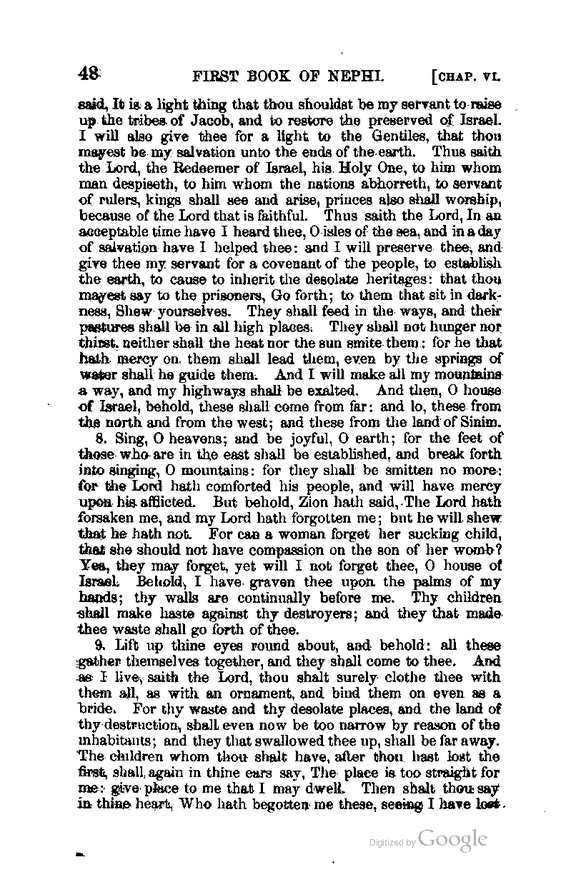 48 FIRST BOOK OF NEPHI. [CHAP. VI.
said, It is a light thing that thou shouldst be my servant to raise
up the tribes of Jacob, and to restore the preserved of Israel.
I will also give thee for a light to the Gentiles, that thou
mayest be my salvation unto the ends of the earth. Thus saith
the Lord, the Redeemer of Israel, his Holy One, to him whom
man despiseth, to him whom the nations abhorreth, to servant
of rulers, kings shall see and arise, princes also shall worship,
because of the Lord that is faithful. Thus saith the Lord, In an
acceptable time have I heard thee, O isles of the sea, and in a day
of salvation have I helped thee: and I will preserve thee, and
give thee my servant for a covenant of the people, to establish
the earth, to cause to inherit the desolate heritages: that thou
mayest say to the prisoners, Go forth; to them that sit in dark-
ness, Shew yourselves. They shall feed in the ways, and their
pastures shall be in all high places. They shall not hunger nor
thirst, neither shall the heat nor the sun smite them: for he that
hath mercy on them shall lead them, even by the springs of
water shall he guide them. And I will make all my mountains
a way, and my highways shall be exalted. And then, O house
of Israel, behold, these shall come from far: and lo, these from
the north and from the west; and these from the land of Sinim.
8. Sing, O heavens; and be joyful, O earth; for the feet of
those who are in the east shall be established, and break forth
into singing, O mountains: for they shall be smitten no more:
for the Lord hath comforted his people, and will have mercy
upon his afflicted. But behold, Zion hath said, The Lord hath
forsaken me, and my Lord hath forgotten me; but he will shew
that he hath not. For can a woman forget her sucking child,
that she should not have compassion on the son of her womb?
Yea, they may forget, yet will I not forget thee, O house of
Israel. Behold, I have graven thee upon the palms of my
hands; thy walls are continually before me. Thy children
shall make haste against thy destroyers; and they that made
thee waste shall go forth of thee.
9. Lift up thine eyes round about, and behold: all these
gather themselves together, and they shall come to thee. And
as I live, saith the Lord, thou shalt surely clothe thee with
them all, as with an ornament, and bind them on even as a
bride. For thy waste and thy desolate places, and the land of
thy destruction, shall even now be too narrow by reason of the
inhabitants; and they that swallowed thee up, shall be far away.
The children whom thou shalt have, after thou hast lost the
first, shall again in thine ears say, The place is too straight for
me: give place to me that I may dwell. Then shalt thou say
in thine heart, Who hath begotten me these, seeing I have lost
Digitized by Google